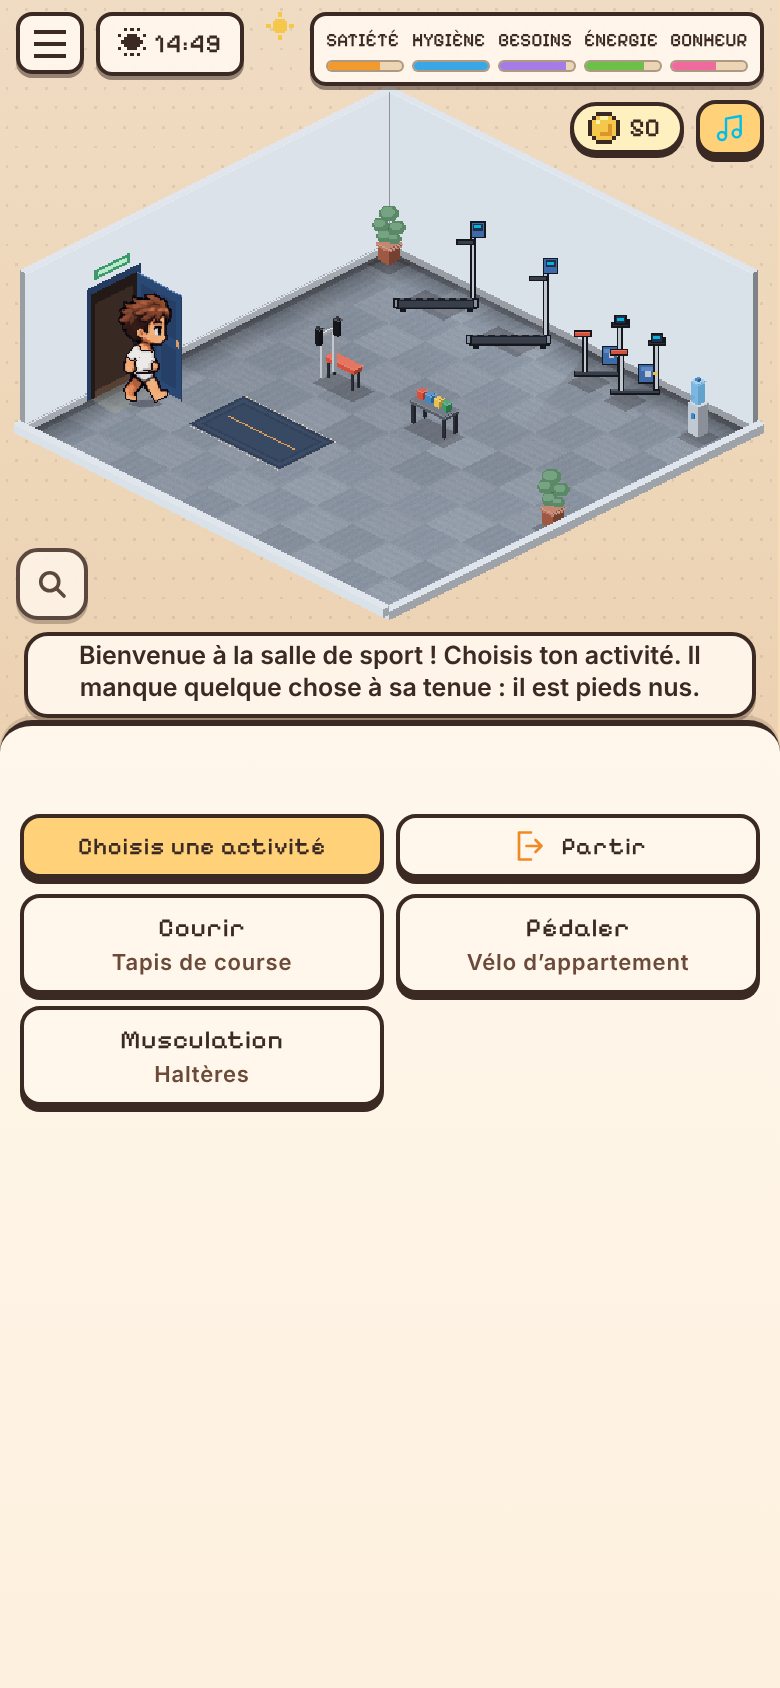 14:49
SATIÉTÉ HYGIÈNE BESOINS ÉNERGIE BONHEUR
80
Bienvenue à la salle de sport ! Choisis ton activité. Il
manque quelque chose à sa tenue : il est pieds nus.
Choisis une activité
Partir
Courir
Tapis de course
Pédaler
Vélo d’appartement
Musculation
Haltères